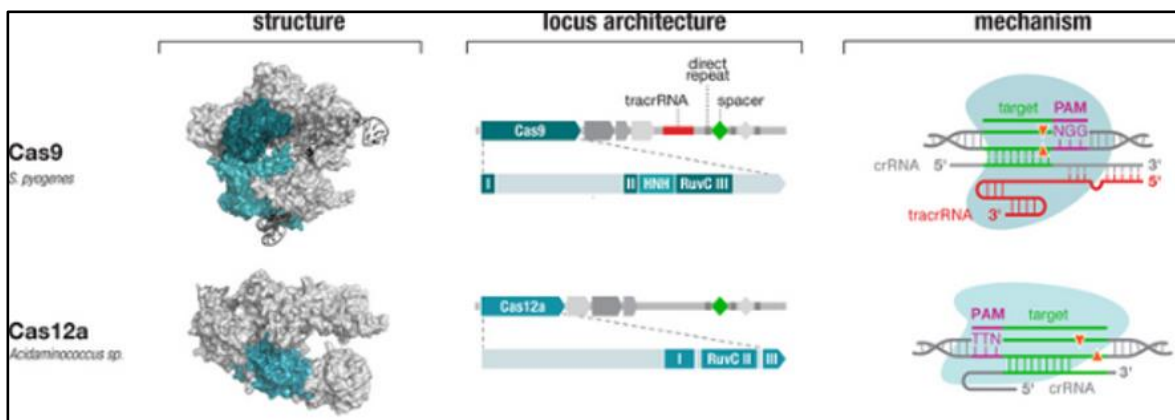 structure
locus architecture
mechanism
Cas9
S. pyogenes
direct
repeat
tracrRNA
spacer
Cas9
I
II
HNH
RuvC III
target
PAM
NGG
crRNA
5'
3'
5'
tracrRNA
3'
Cas12a
Acidaminococcus sp.
Cas12a
I
RuvC II
III
PAM
target
TTN
3'
5'
crRNA